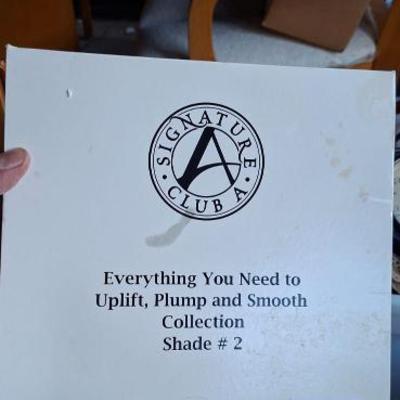 SIGNATURE
A
CLUB A
Everything You Need to
Uplift, Plump and Smooth
Collection
Shade # 2